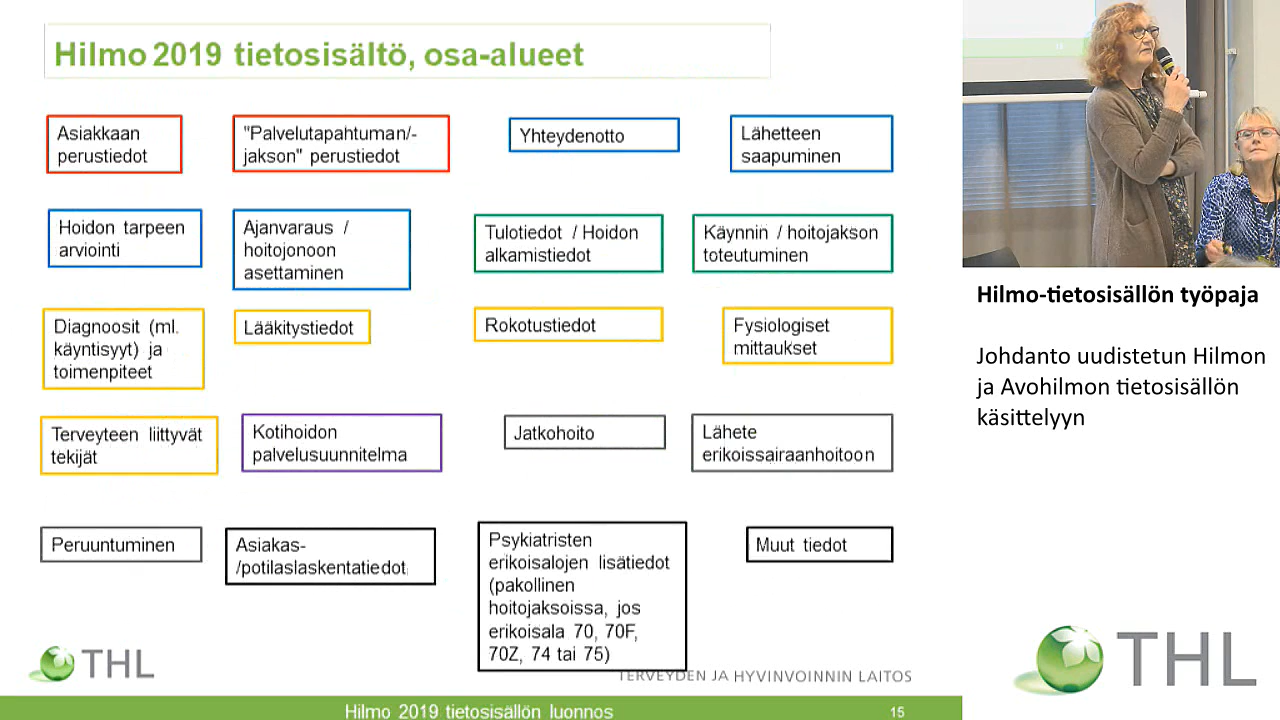 Hilmo 2019 tietosisältö, osa-alueet
Asiakkaan
perustiedot
"Palvelutapahtuman/-
jakson" perustiedot
Yhteydenotto
Lähetteen
saapuminen
Hoidon tarpeen
arviointi
Ajanvaraus /
hoitojonoon
asettaminen
Tulotiedot / Hoidon
alkamistiedot
Käynnin / hoitojakson
toteutuminen
Diagnoosit (ml.
käyntisyyt) ja
toimenpiteet
Lääkitystiedot
Rokotustiedot
Fysiologiset
mittaukset
Terveyteen liittyvät
tekijät
Kotihoidon
palvelusuunnitelma
Jatkohoito
Lähete
erikoissairaanhoitoon
Peruuntuminen
Asiakas-
/potilaslaskentatiedot
Psykiatristen
erikoisalojen lisätiedot
(pakollinen
hoitojaksoissa, jos
erikoisala 70, 70F,
70Z, 74 tai 75)
Muut tiedot
THL
TERVEYDEN JA HYVINVOINNIN LAITOS
Hilmo 2019 tietosisällön luonnos
15
Hilmo-tietosisällön työpaja
Johdanto uudistetun Hilmon
ja Avohilmon tietosisällön
käsittelyyn
THL